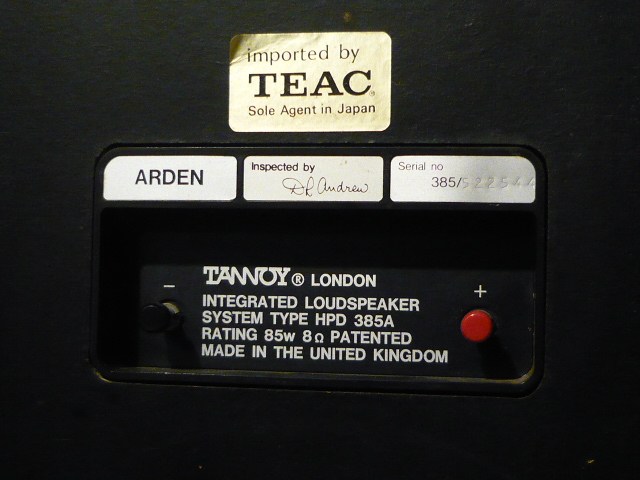 imported by
TEAC®
Sole Agent in Japan
ARDEN
Inspected by
D L Andrew
Serial no
385/522544
- +
TANNOY® LONDON
INTEGRATED LOUDSPEAKER
SYSTEM TYPE HPD 385A
RATING 85w 8Ω PATENTED
MADE IN THE UNITED KINGDOM